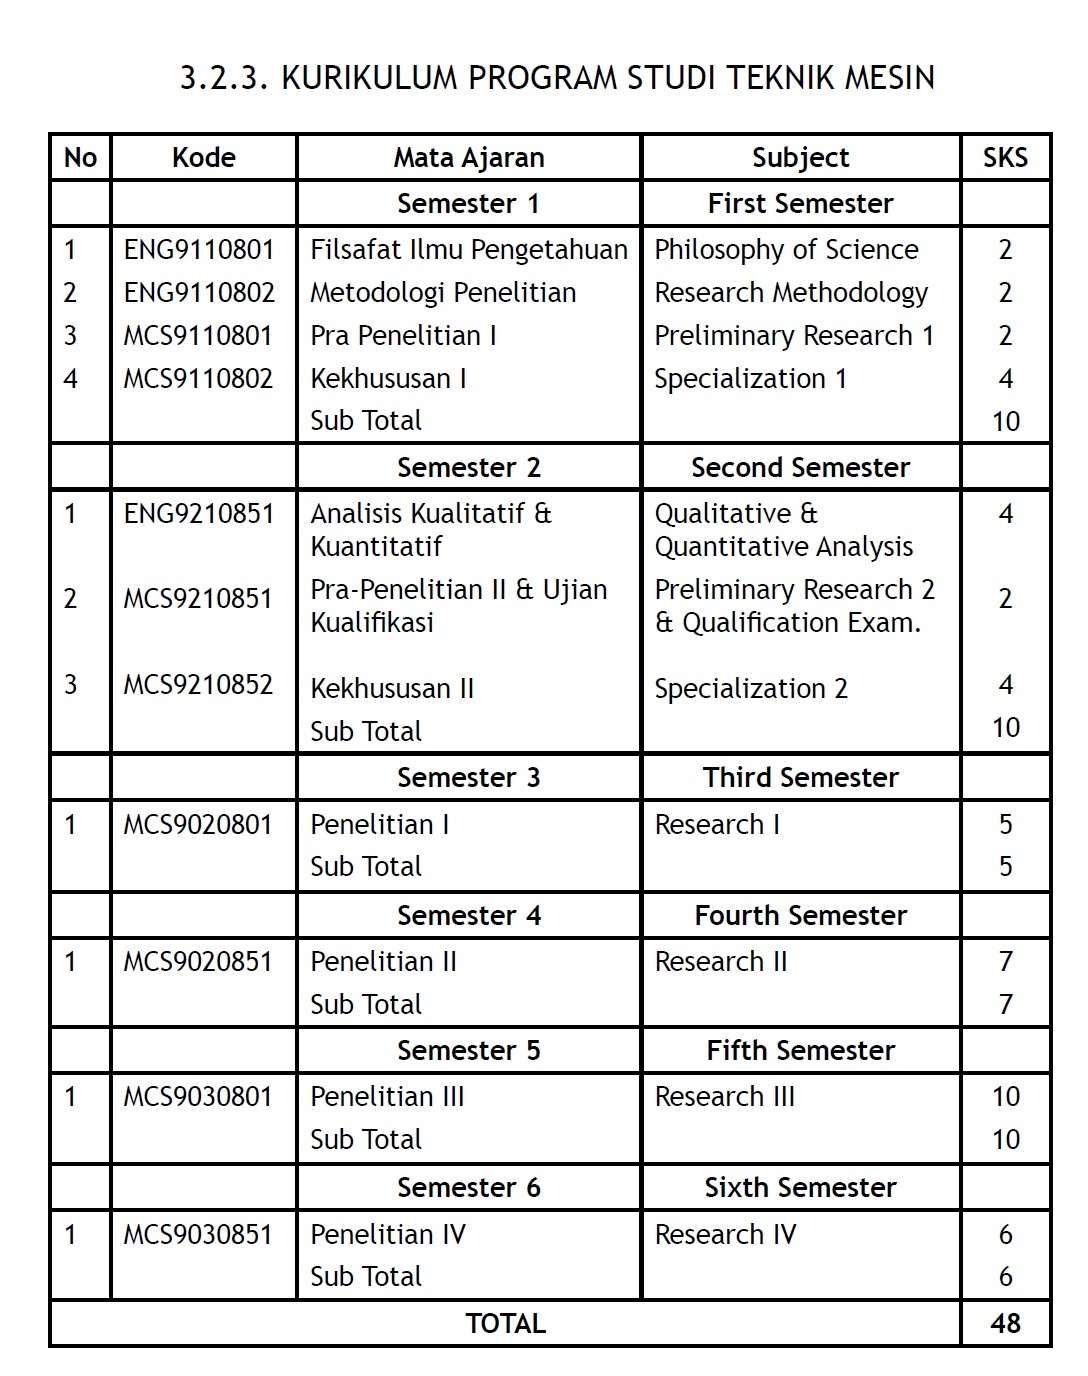 3.2.3. KURIKULUM PROGRAM STUDI TEKNIK MESIN
No Kode Mata Ajaran Subject SKS
Semester 1 First Semester
1 ENG9110801 Filsafat Ilmu Pengetahuan Philosophy of Science 2
2 ENG9110802 Metodologi Penelitian Research Methodology 2
3 MCS9110801 Pra Penelitian I Preliminary Research 1 2
4 MCS9110802 Kekhususan I Specialization 1 4
Sub Total 10
Semester 2 Second Semester
1 ENG9210851 Analisis Kualitatif & Qualitative & 4
Kuantitatif Quantitative Analysis
2 MCS9210851 Pra-Penelitian II & Ujian Preliminary Research 2 2
Kualifikasi & Qualification Exam.
3 MCS9210852 Kekhususan II Specialization 2 4
Sub Total 10
Semester 3 Third Semester
1 MCS9020801 Penelitian I Research I 5
Sub Total 5
Semester 4 Fourth Semester
1 MCS9020851 Penelitian II Research II 7
Sub Total 7
Semester 5 Fifth Semester
1 MCS9030801 Penelitian III Research III 10
Sub Total 10
Semester 6 Sixth Semester
1 MCS9030851 Penelitian IV Research IV 6
Sub Total 6
TOTAL 48